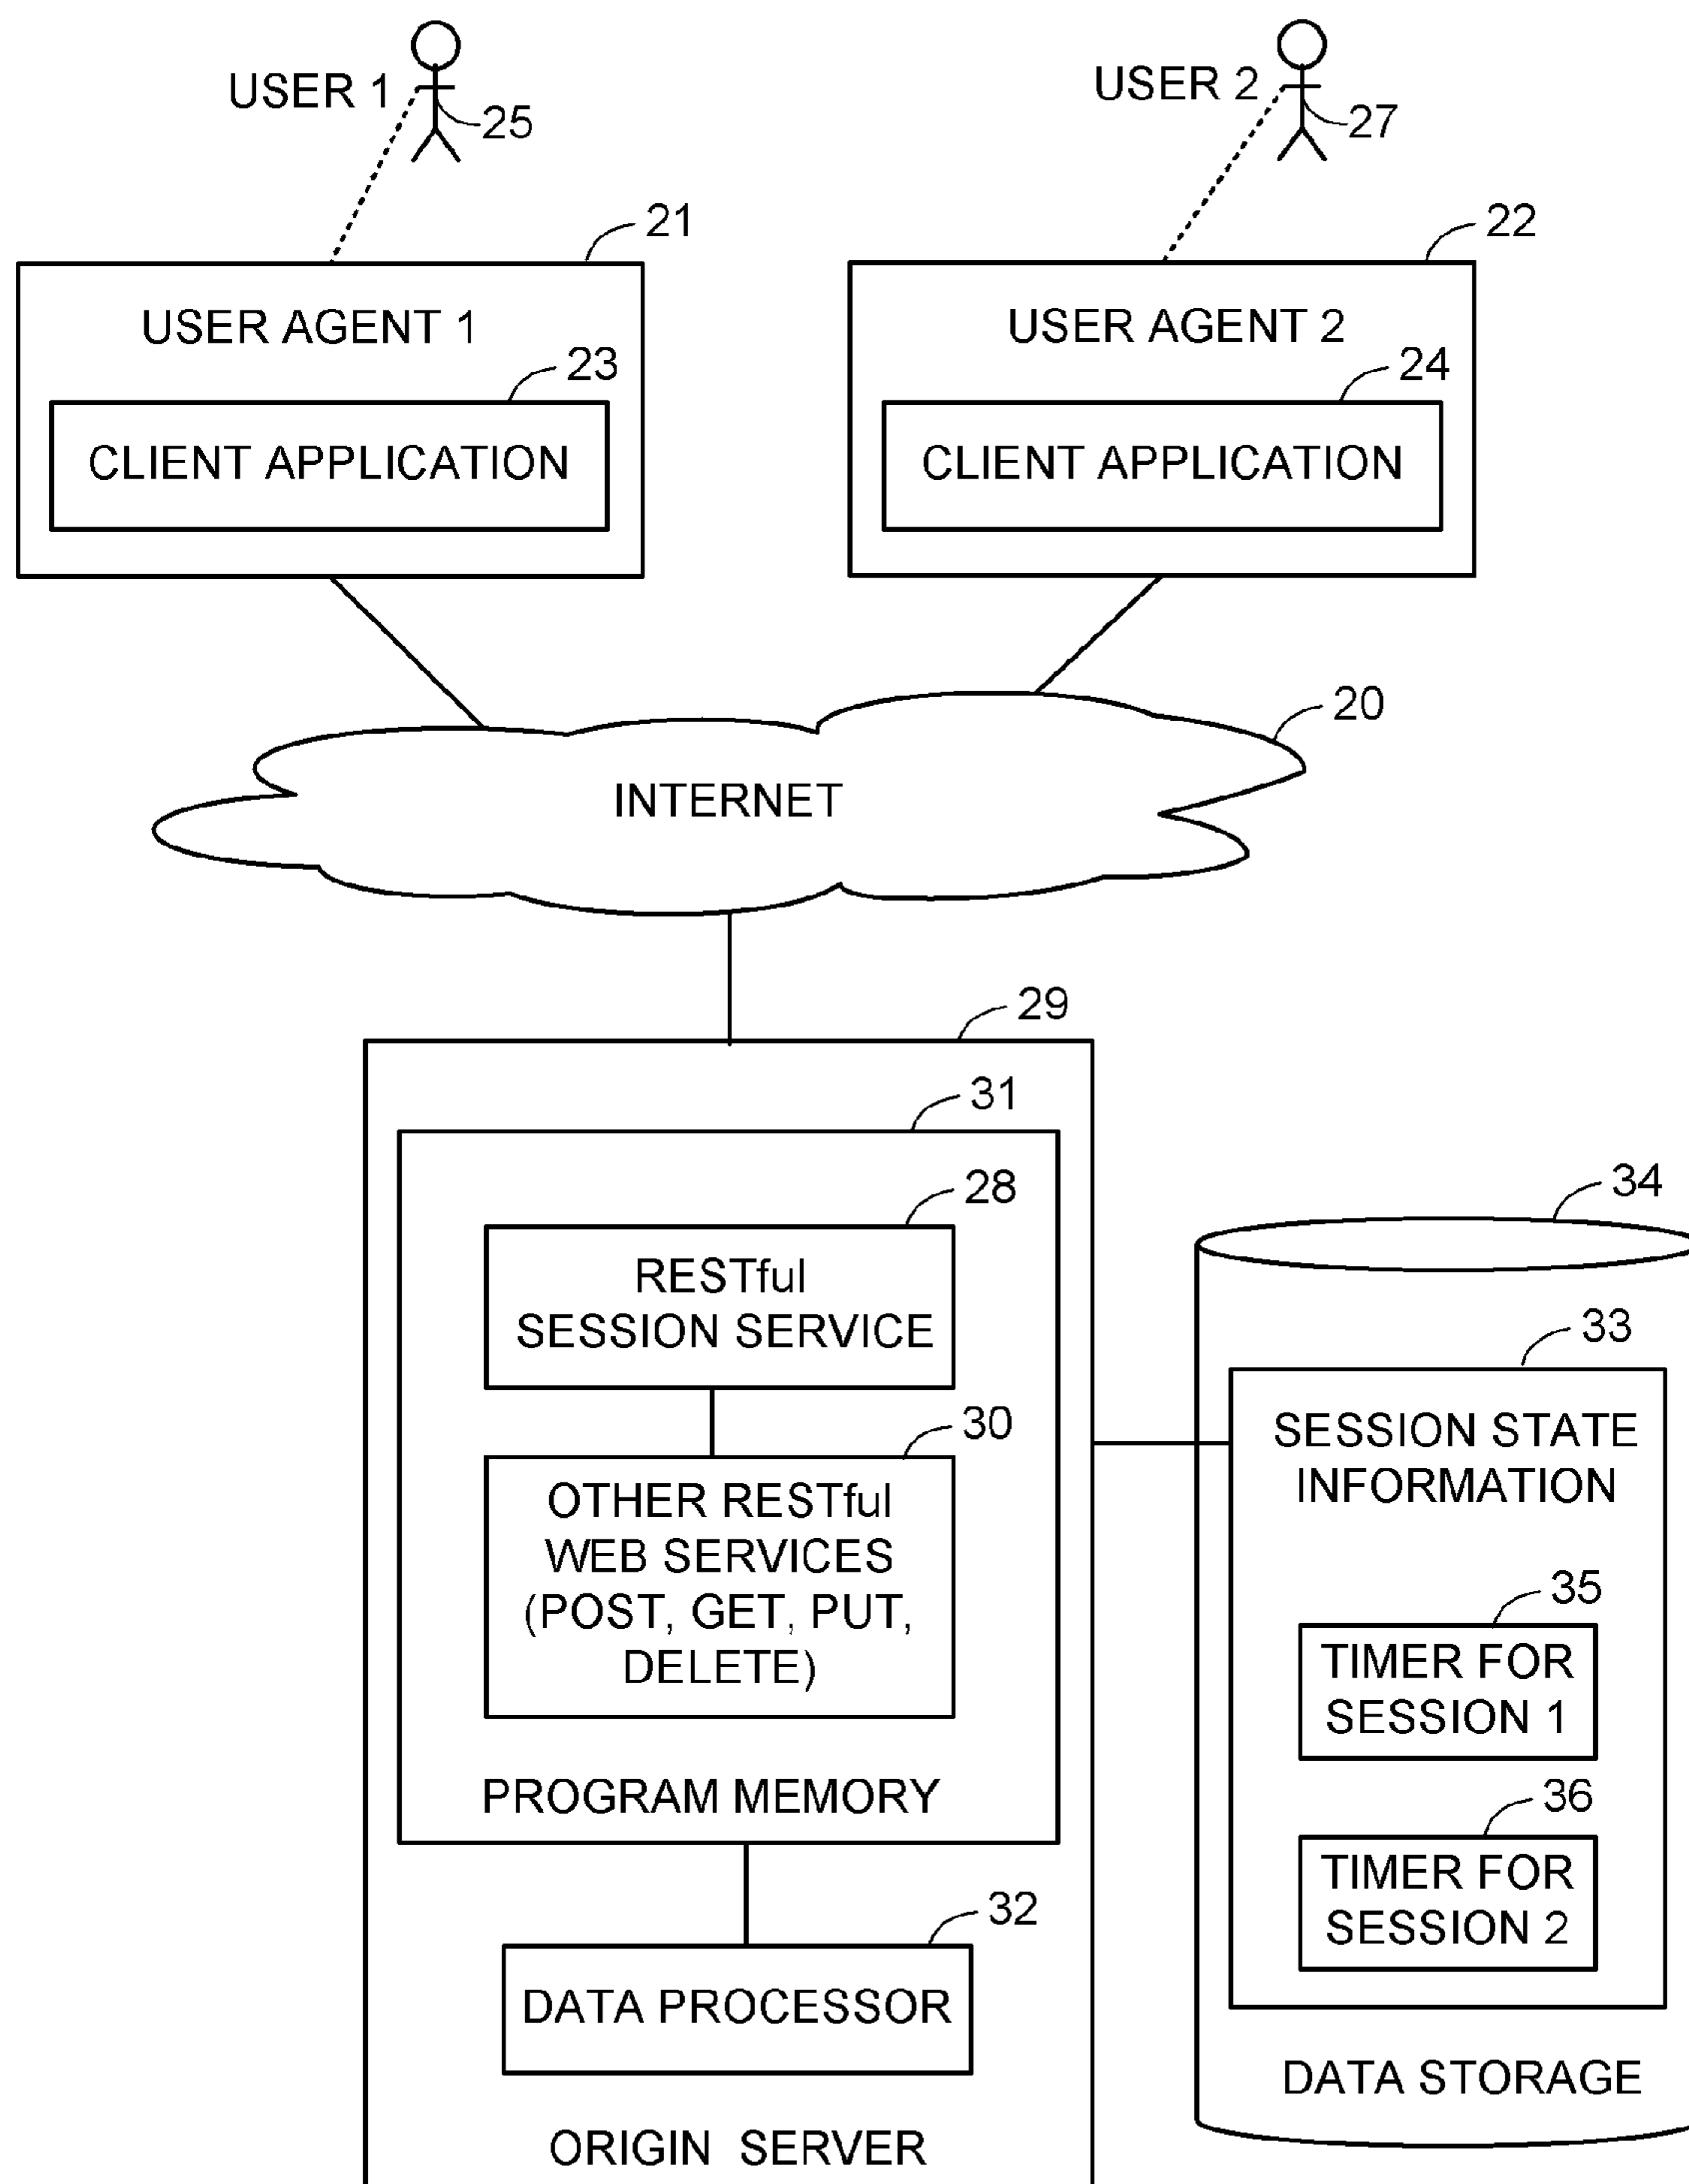 USER 1
25
USER 2
27
21
22
USER AGENT 1
USER AGENT 2
23
24
CLIENT APPLICATION
CLIENT APPLICATION
20
INTERNET
29
31
28
RESTful
SESSION SERVICE
30
OTHER RESTful
WEB SERVICES
(POST, GET, PUT,
DELETE)
PROGRAM MEMORY
32
DATA PROCESSOR
ORIGIN SERVER
34
33
SESSION STATE
INFORMATION
35
TIMER FOR
SESSION 1
36
TIMER FOR
SESSION 2
DATA STORAGE